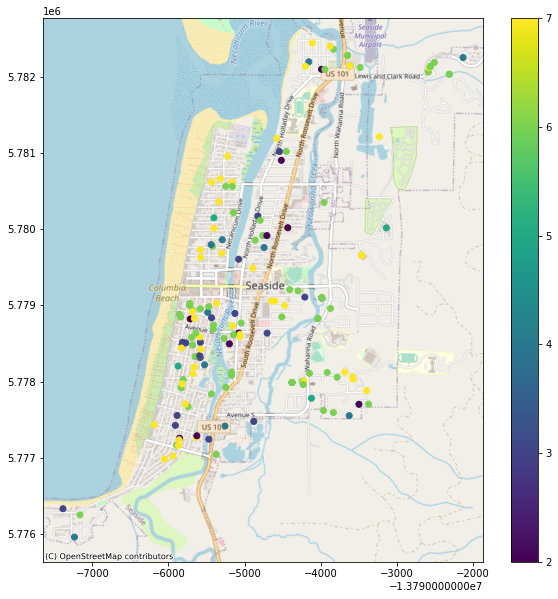 1e6
5.782
5.781
5.780
5.779
5.778
5.777
5.776
−7000
−6000
−5000
−4000
−3000
−2000
−1.3790000000e7
7
6
5
4
3
2
Necanicum River
Seaside
Municipal
Airport
US 101
Lewis and Clark Road
North Holladay Drive
North Roosevelt Drive
North Wahanna Road
Neawanna Creek
Necanicum Drive
North Holladay Drive
North Roosevelt Drive
Columbia
Beach
Seaside
Avenue
South Roosevelt Drive
Wahanna Road
Avenue S
US 10
Seaside
(C) OpenStreetMap contributors